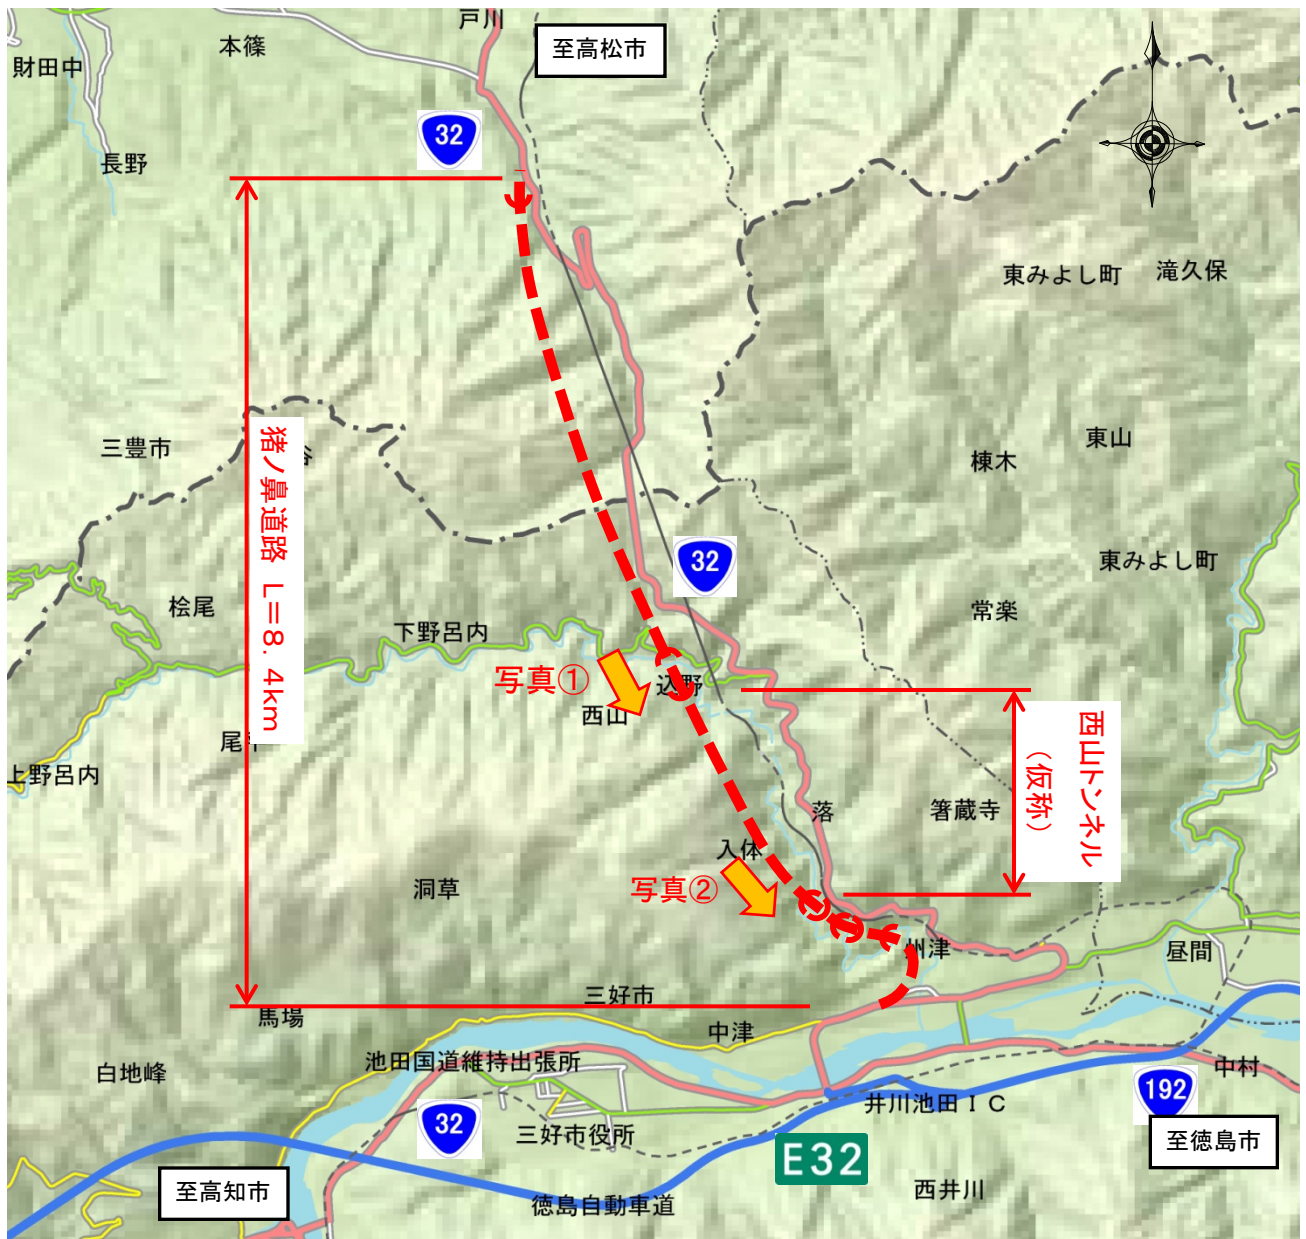 戸川
本篠
至高松市
財田中
32
長野
東みよし町
滝久保
東山
三豊市
棟木
猪ノ鼻道路 L=8.4km
32
東みよし町
桧尾
常楽
下野呂内
写真①
込野
西山
西山トンネル
(仮称)
上野呂内
落
箸蔵寺
入体
洞草
写真②
州津
昼間
三好市
馬場
中津
池田国道維持出張所
白地峰
中村
192
井川池田IC
32
三好市役所
至徳島市
E32
至高知市
西井川
徳島自動車道